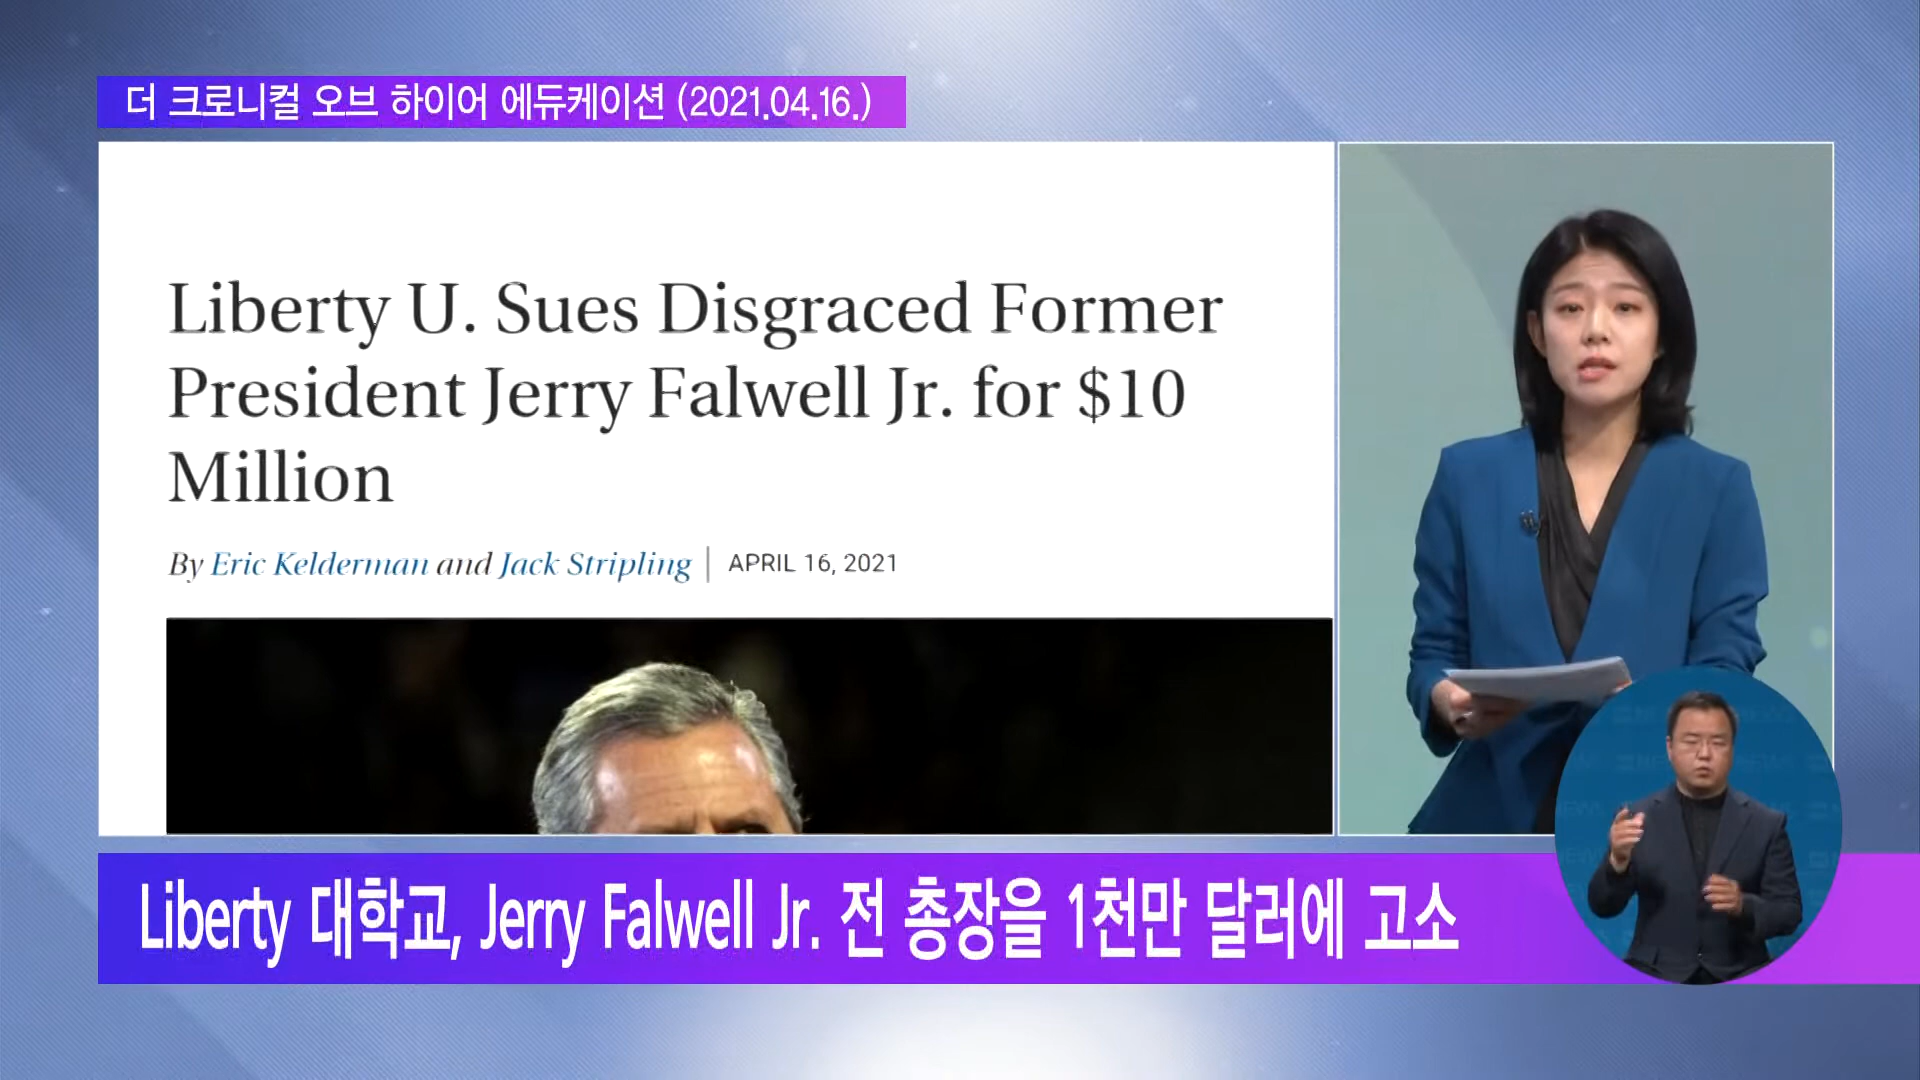 더 크로니컬 오브 하이어 에듀케이션 (2021.04.16.)
Liberty U. Sues Disgraced Former
President Jerry Falwell Jr. for $10
Million
By Eric Kelderman and Jack Stripling | APRIL 16, 2021
Liberty 대학교, Jerry Falwell Jr. 전 총장을 1천만 달러에 고소